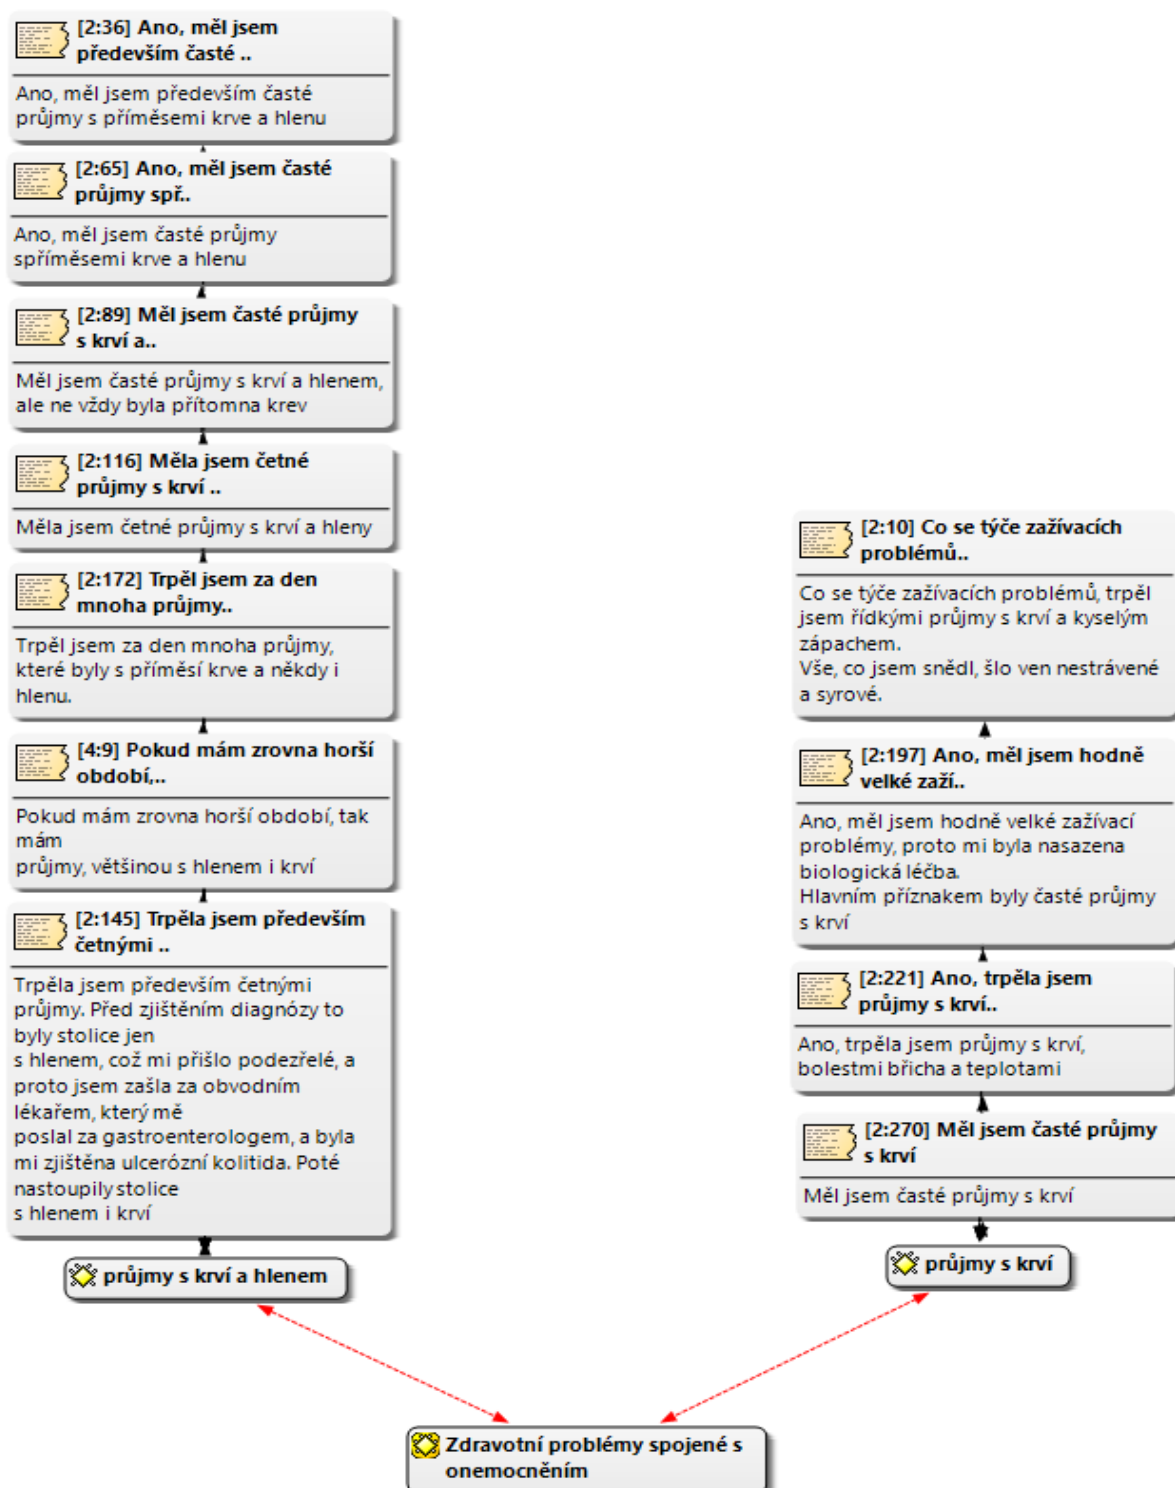 [2:36] Ano, měl jsem
především časté ..
Ano, měl jsem především časté
průjmy s příměsemi krve a hlenu
[2:65] Ano, měl jsem časté
průjmy spř..
Ano, měl jsem časté průjmy
spříměsemi krve a hlenu
[2:89] Měl jsem časté průjmy
s krví a..
Měl jsem časté průjmy s krví a hlenem,
ale ne vždy byla přítomna krev
[2:116] Měla jsem četné
průjmy s krví ..
Měla jsem četné průjmy s krví a hleny
[2:172] Trpěl jsem za den
mnoha průjmy..
Trpěl jsem za den mnoha průjmy,
které byly s příměsí krve a někdy i
hlenu.
[4:9] Pokud mám zrovna horší
období,..
Pokud mám zrovna horší období, tak
mám
průjmy, většinou s hlenem i krví
[2:145] Trpěla jsem především
četnými ..
Trpěla jsem především četnými
průjmy. Před zjištěním diagnózy to
byly stolice jen
s hlenem, což mi přišlo podezřelé, a
proto jsem zašla za obvodním
lékařem, který mě
poslal za gastroenterologem, a byla
mi zjištěna ulcerózní kolitida. Poté
nastoupily stolice
s hlenem i krví
průjmy s krví a hlenem
[2:10] Co se týče zažívacích
problémů..
Co se týče zažívacích problémů, trpěl
jsem řídkými průjmy s krví a kyselým
zápachem.
Vše, co jsem snědl, šlo ven nestrávené
a syrové.
[2:197] Ano, měl jsem hodně
velké zaží..
Ano, měl jsem hodně velké zažívací
problémy, proto mi byla nasazena
biologická léčba.
Hlavním příznakem byly časté průjmy
s krví
[2:221] Ano, trpěla jsem
průjmy s krví..
Ano, trpěla jsem průjmy s krví,
bolestmi břicha a teplotami
[2:270] Měl jsem časté průjmy
s krví
Měl jsem časté průjmy s krví
průjmy s krví
Zdravotní problémy spojené s
onemocněním